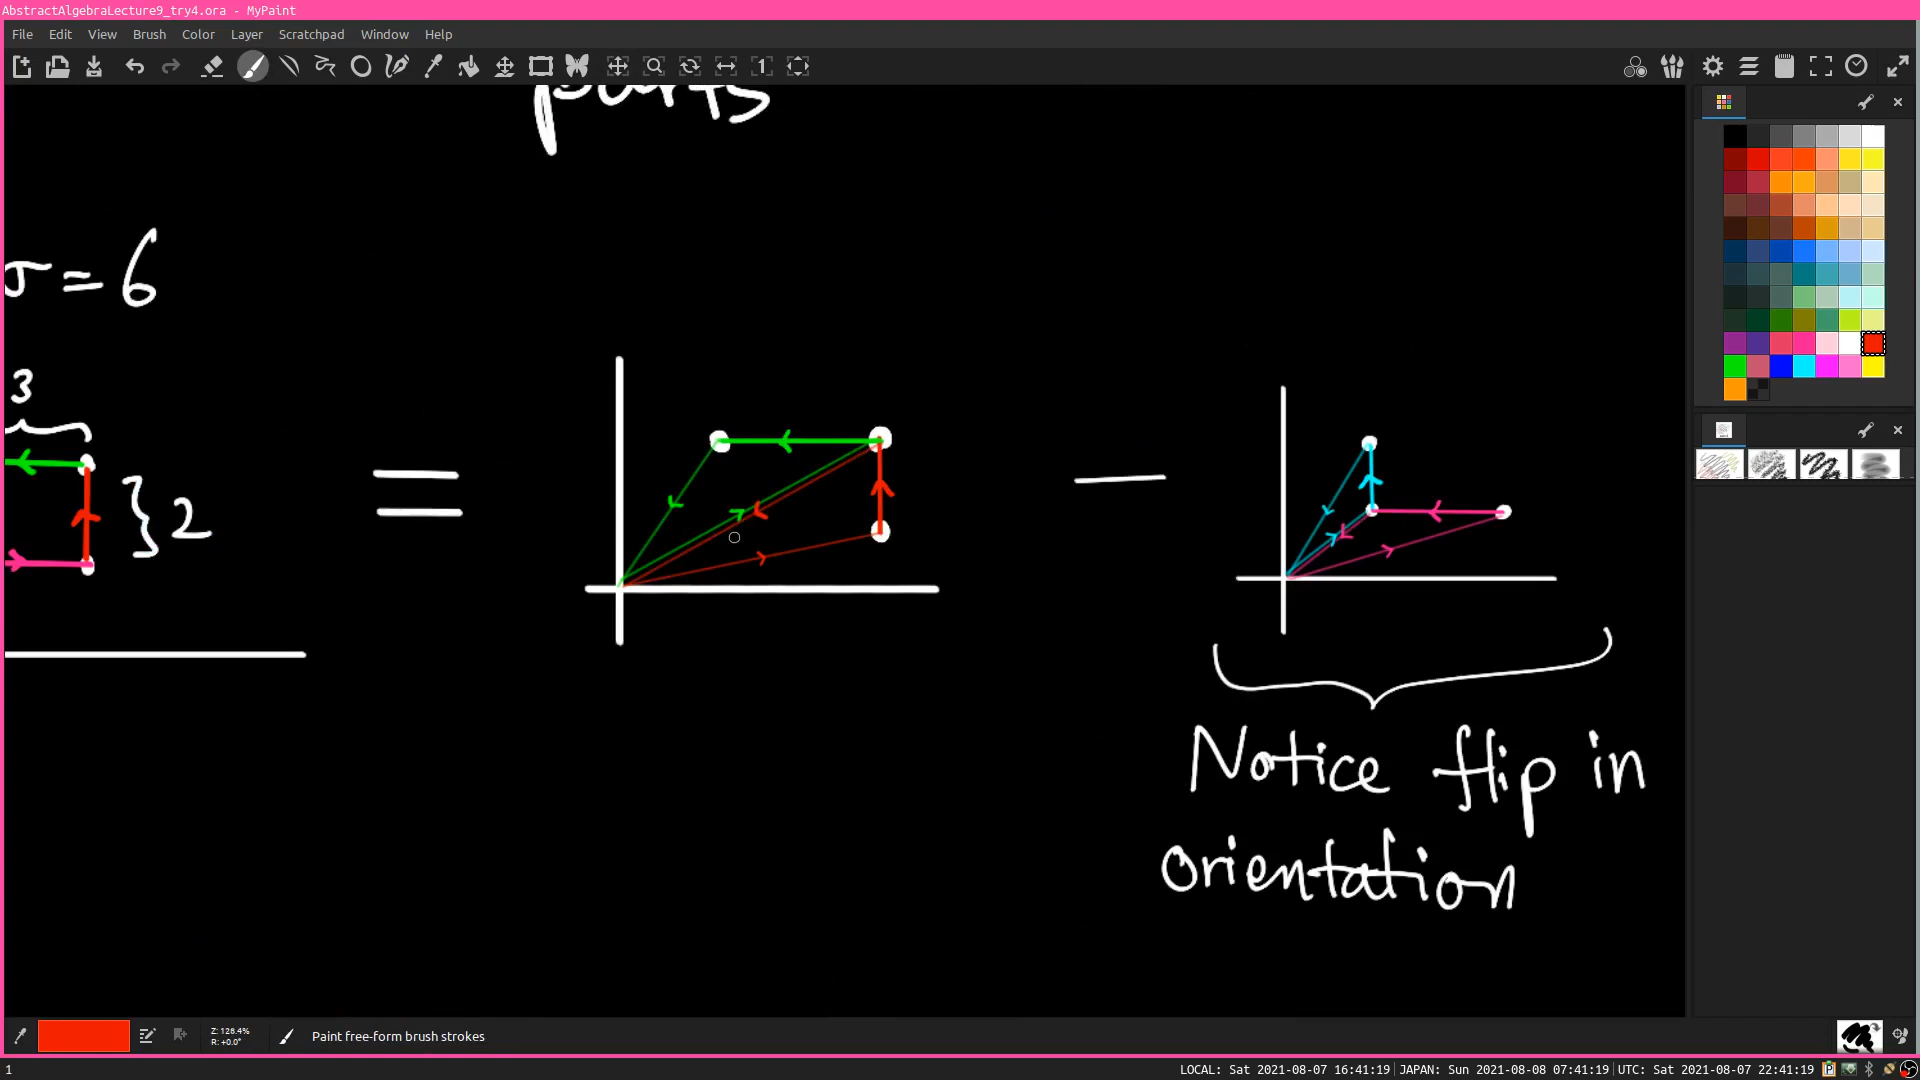 AbstractAlgebraLecture9_try4.ora - MyPaint
File Edit View Brush Color Layer Scratchpad Window Help
parts
σ = 6
3
} 2
=
—
Notice flip in
orientation
Z: 128.4%
R: +0.0°
Paint free-form brush strokes
1
LOCAL: Sat 2021-08-07 16:41:19 | JAPAN: Sun 2021-08-08 07:41:19 | UTC: Sat 2021-08-07 22:41:19